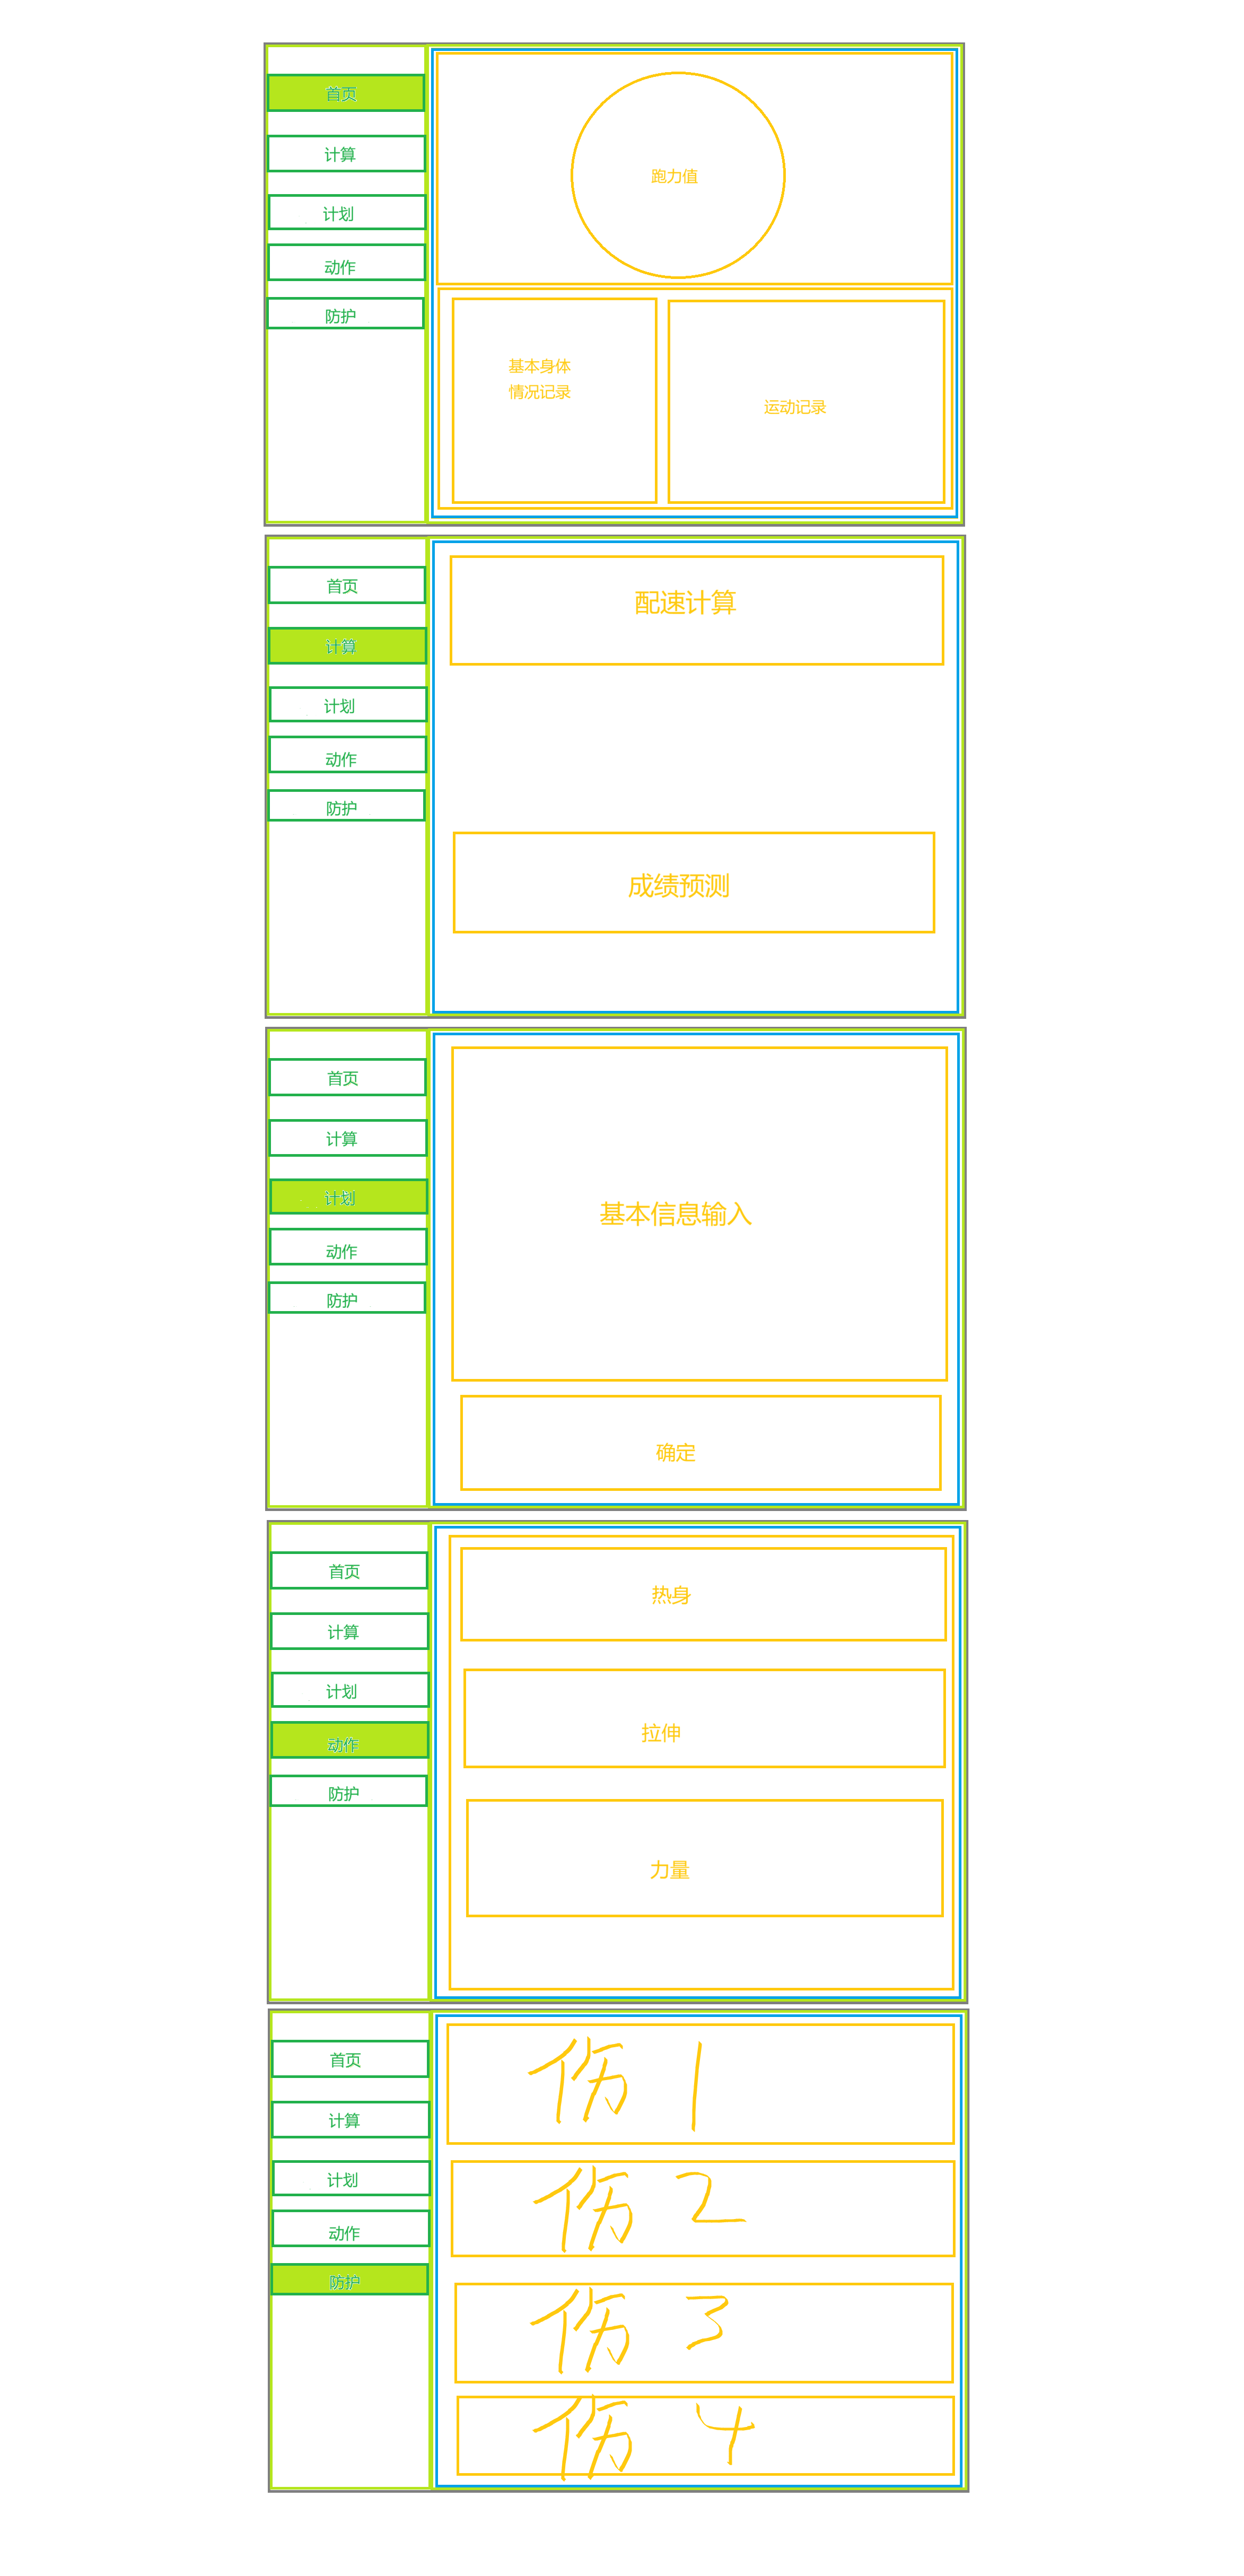 首页
计算
计划
动作
防护
跑力值
基本身体
情况记录
运动记录
首页
计算
计划
动作
防护
配速计算
成绩预测
首页
计算
计划
动作
防护
基本信息输入
确定
首页
计算
计划
动作
防护
热身
拉伸
力量
首页
计算
计划
动作
防护
伤 1
伤 2
伤 3
伤 4